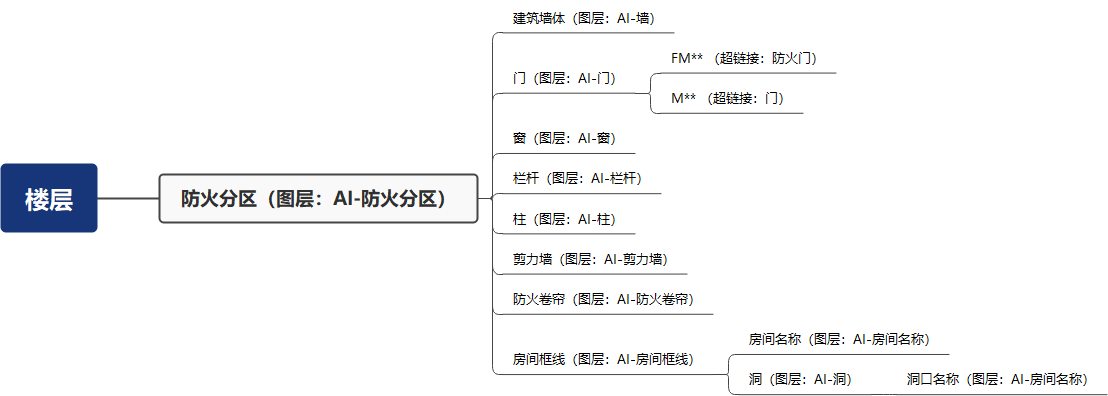 楼层
防火分区（图层：AI-防火分区）
建筑墙体（图层：AI-墙）
门（图层：AI-门）
FM** （超链接：防火门）
M** （超链接：门）
窗（图层：AI-窗）
栏杆（图层：AI-栏杆）
柱（图层：AI-柱）
剪力墙（图层：AI-剪力墙）
防火卷帘（图层：AI-防火卷帘）
房间框线（图层：AI-房间框线）
房间名称（图层：AI-房间名称）
洞（图层：AI-洞）
洞口名称（图层：AI-房间名称）